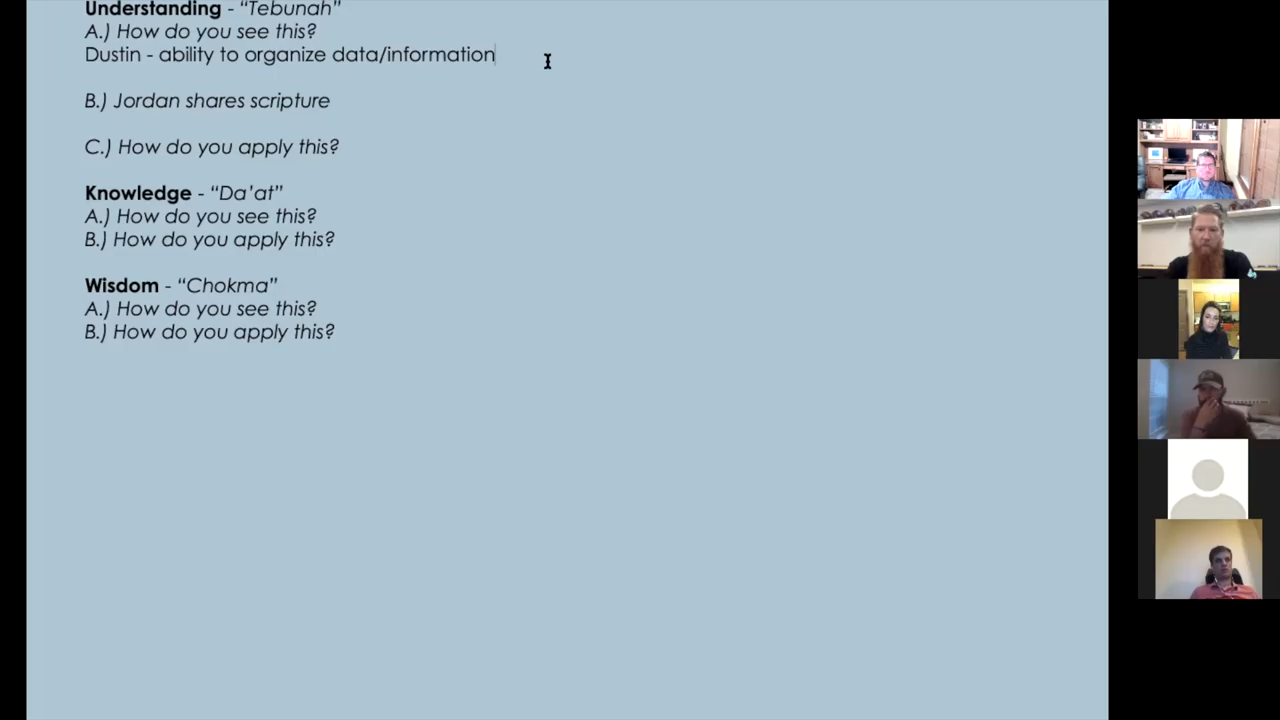 Understanding - “Tebunah”
A.) How do you see this?
Dustin - ability to organize data/information
B.) Jordan shares scripture
C.) How do you apply this?
Knowledge - “Da’at”
A.) How do you see this?
B.) How do you apply this?
Wisdom - “Chokma”
A.) How do you see this?
B.) How do you apply this?